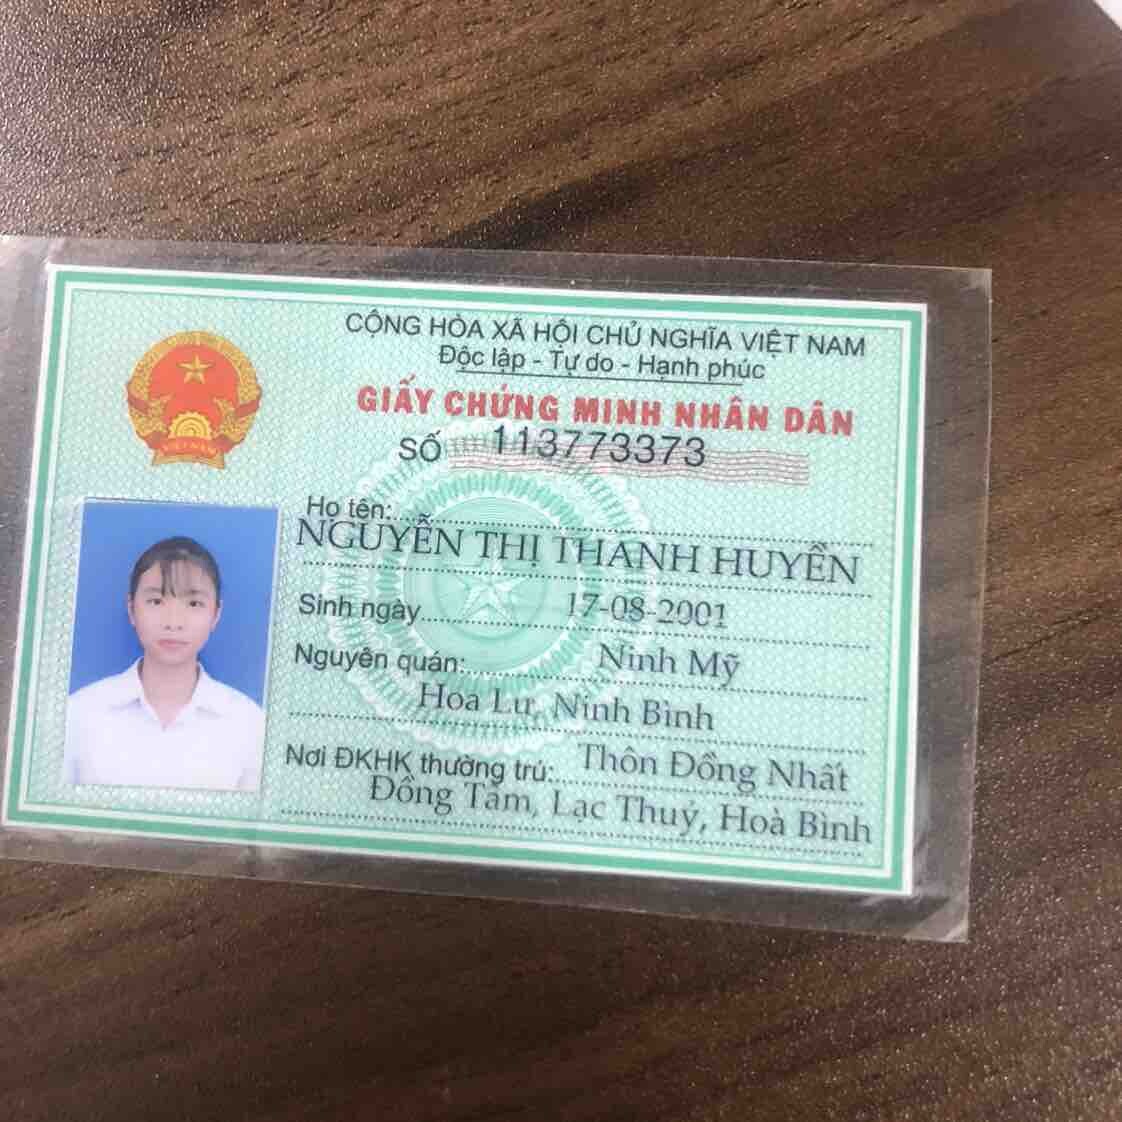 CỘNG HÒA XÃ HỘI CHỦ NGHĨA VIỆT NAM
Độc lập - Tự do - Hạnh phúc
GIẤY CHỨNG MINH NHÂN DÂN
SỐ 113773373
VIỆT NAM
Họ tên:
NGUYỄN THỊ THANH HUYỀN
Sinh ngày 17-08-2001
Nguyên quán: Ninh Mỹ
Hoa Lư, Ninh Bình
Nơi ĐKHK thường trú: Thôn Đồng Nhất
Đồng Tâm, Lạc Thuỷ, Hoà Bình